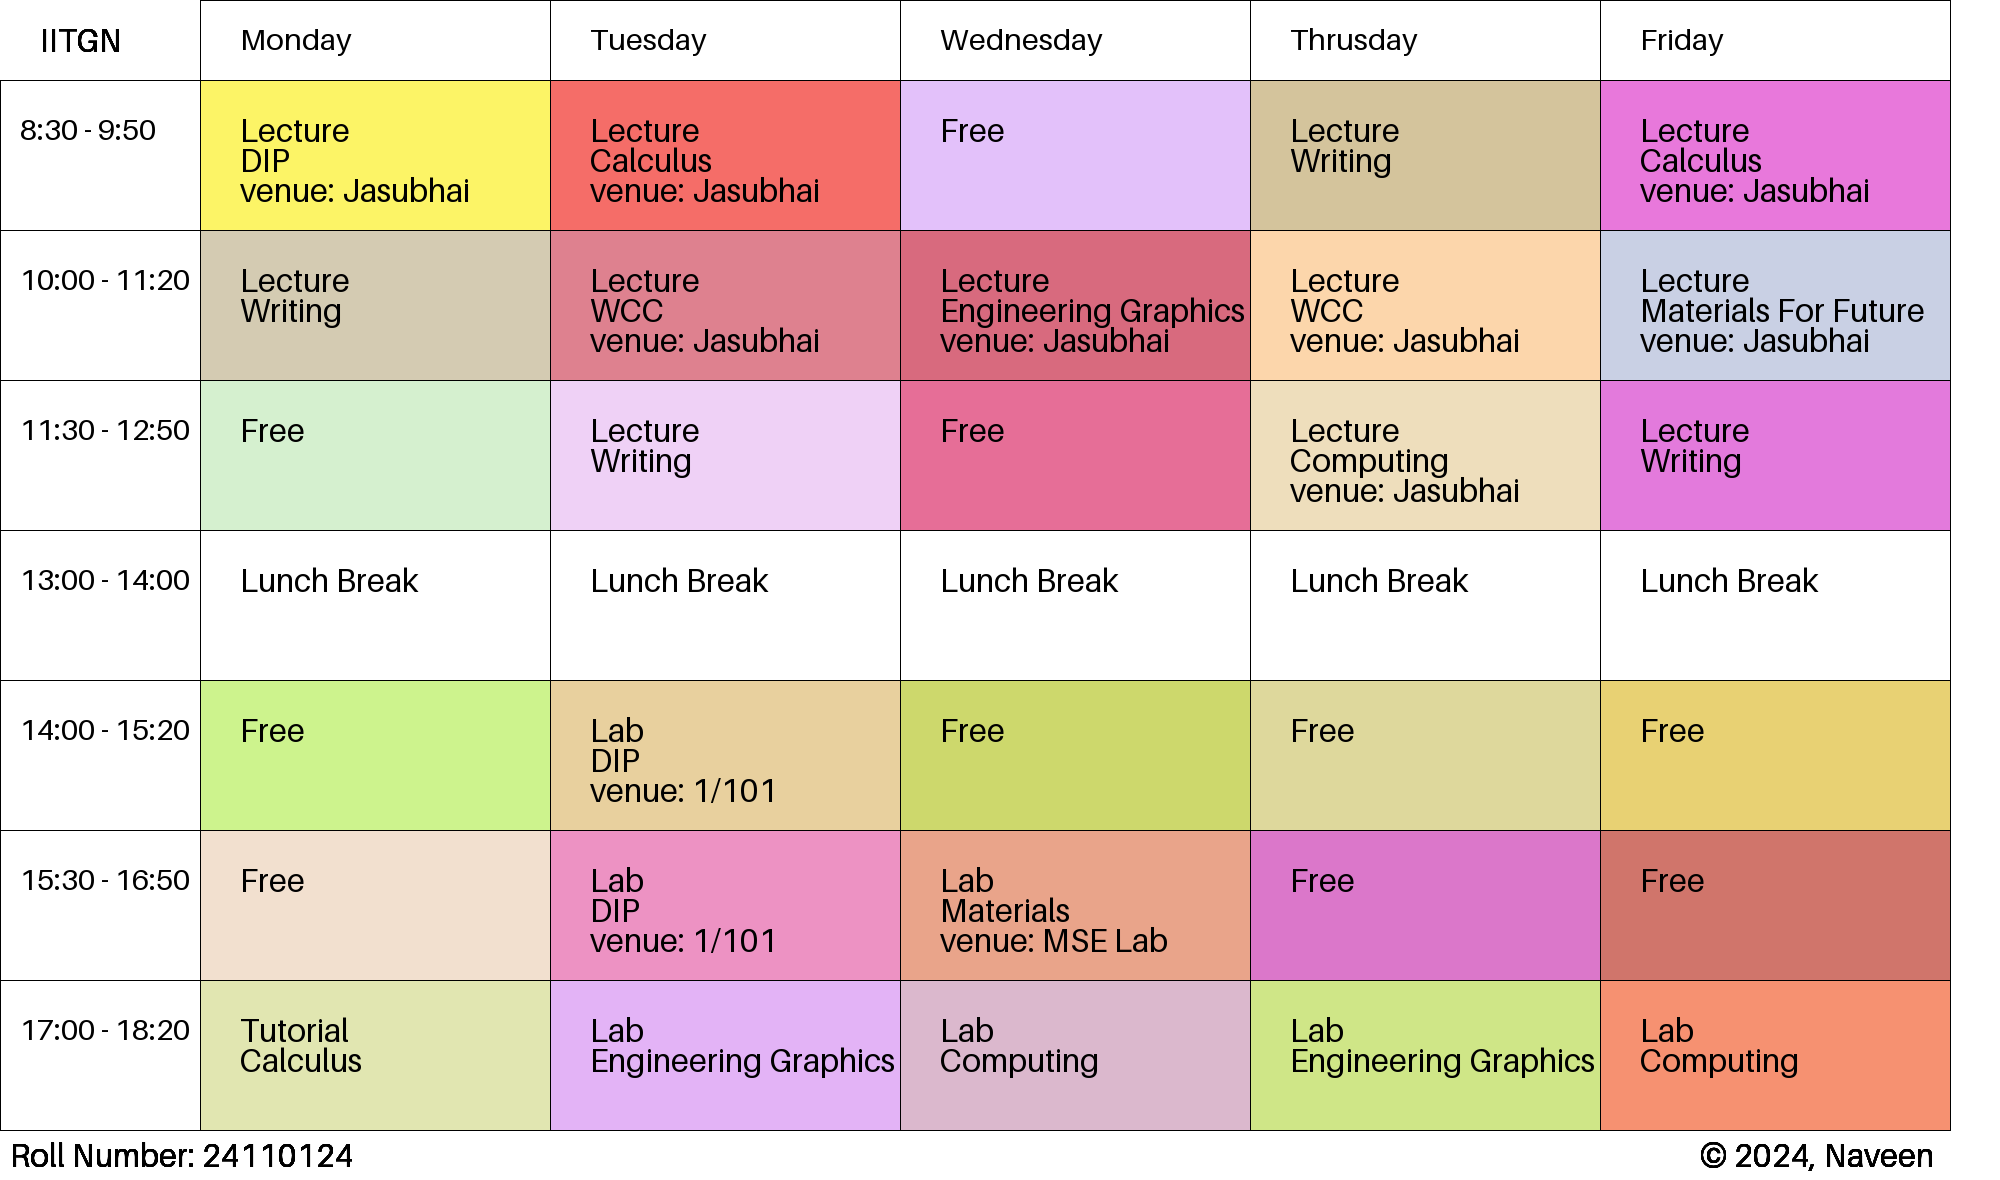 IITGN
Monday
Tuesday
Wednesday
Thrusday
Friday
8:30 - 9:50
Lecture
DIP
venue: Jasubhai
Lecture
Calculus
venue: Jasubhai
Free
Lecture
Writing
Lecture
Calculus
venue: Jasubhai
10:00 - 11:20
Lecture
Writing
Lecture
WCC
venue: Jasubhai
Lecture
Engineering Graphics
venue: Jasubhai
Lecture
WCC
venue: Jasubhai
Lecture
Materials For Future
venue: Jasubhai
11:30 - 12:50
Free
Lecture
Writing
Free
Lecture
Computing
venue: Jasubhai
Lecture
Writing
13:00 - 14:00
Lunch Break
Lunch Break
Lunch Break
Lunch Break
Lunch Break
14:00 - 15:20
Free
Lab
DIP
venue: 1/101
Free
Free
Free
15:30 - 16:50
Free
Lab
DIP
venue: 1/101
Lab
Materials
venue: MSE Lab
Free
Free
17:00 - 18:20
Tutorial
Calculus
Lab
Engineering Graphics
Lab
Computing
Lab
Engineering Graphics
Lab
Computing
Roll Number: 24110124
© 2024, Naveen